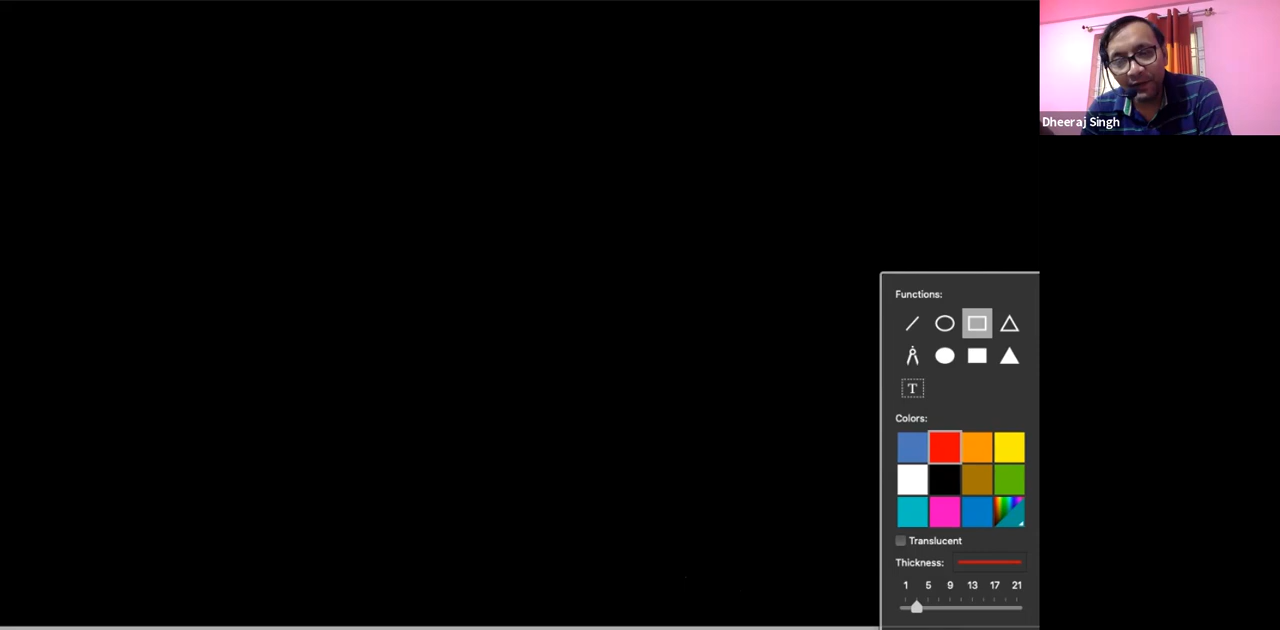 Dheeraj Singh
Functions:
T
Colors:
Translucent
Thickness:
1 5 9 13 17 21